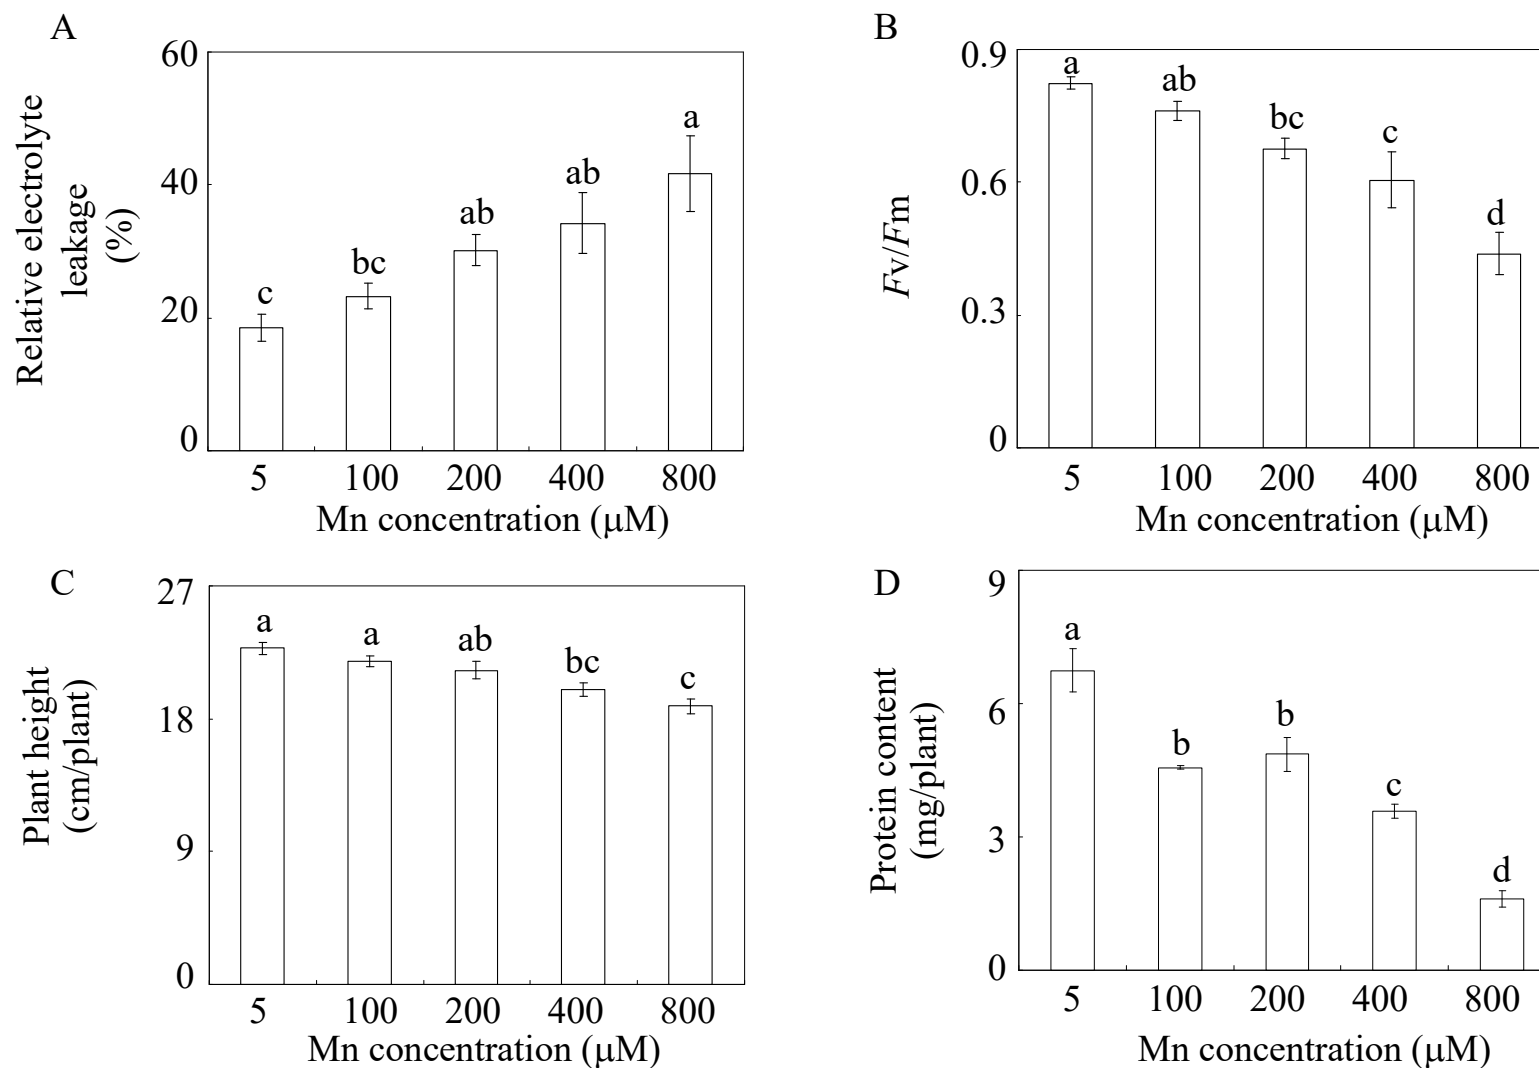 A
Relative electrolyte
leakage
(%)
60
40
20
0
c
bc
ab
ab
a
5 100 200 400 800
Mn concentration (μM)
B
Fv/Fm
0.9
0.6
0.3
0
a
ab
bc
c
d
5 100 200 400 800
Mn concentration (μM)
C
Plant height
(cm/plant)
27
18
9
0
a
a
ab
bc
c
5 100 200 400 800
Mn concentration (μM)
D
Protein content
(mg/plant)
9
6
3
0
a
b
b
c
d
5 100 200 400 800
Mn concentration (μM)